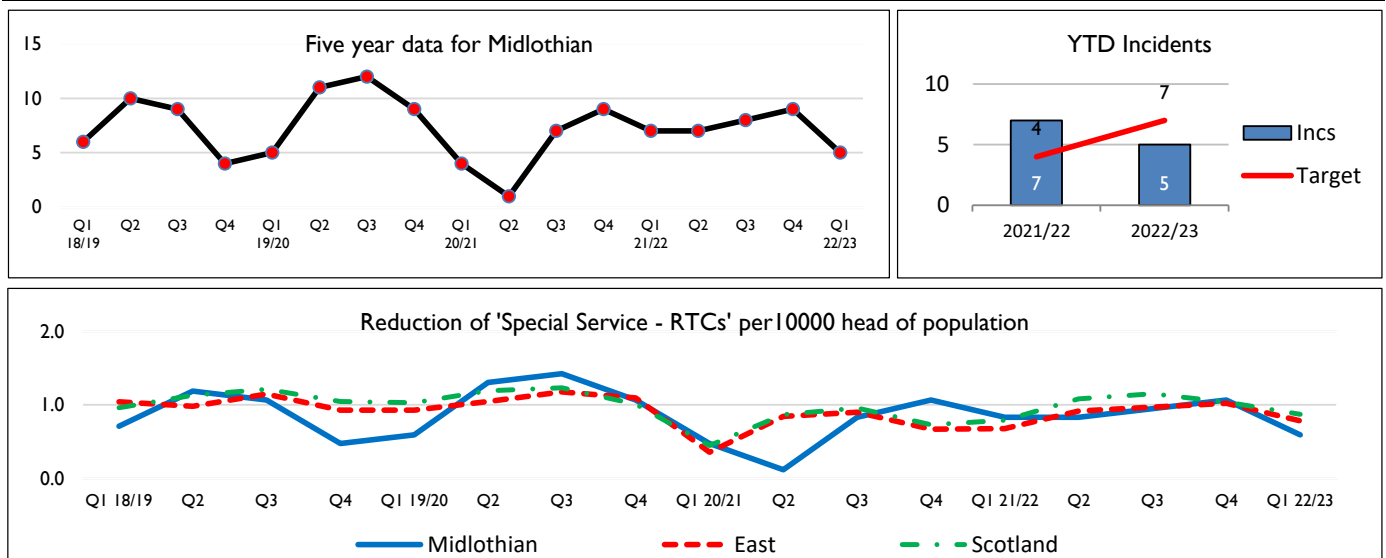 Five year data for Midlothian
15
10
5
0
Q1 Q2 Q3 Q4 Q1 Q2 Q3 Q4 Q1 Q2 Q3 Q4 Q1 Q2 Q3 Q4 Q1
18/19 19/20 20/21 21/22 22/23
YTD Incidents
10
5
0
4
7
7
5
2021/22 2022/23
Incs
Target
Reduction of 'Special Service - RTCs' per10000 head of population
2.0
1.0
0.0
Q1 18/19 Q2 Q3 Q4 Q1 19/20 Q2 Q3 Q4 Q1 20/21 Q2 Q3 Q4 Q1 21/22 Q2 Q3 Q4 Q1 22/23
Midlothian East Scotland